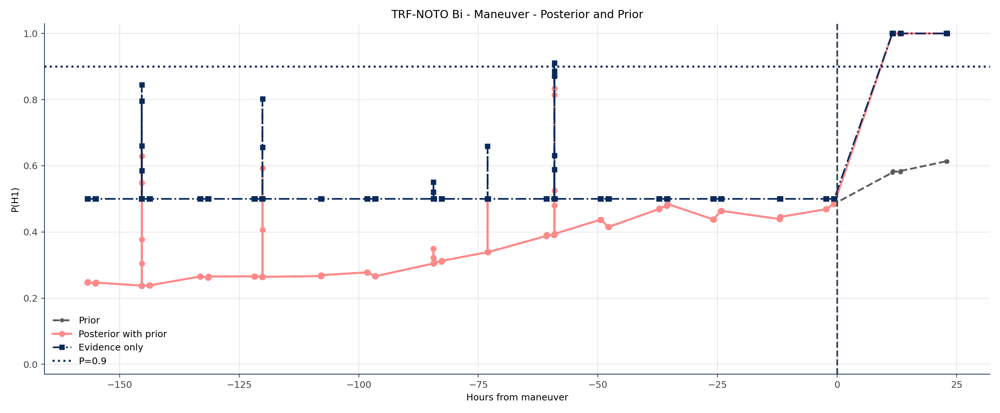 TRF-NOTO Bi - Maneuver - Posterior and Prior
1.0
0.8
0.6
0.4
0.2
0.0
P(H1)
Prior
Posterior with prior
Evidence only
P=0.9
−150
−125
−100
−75
−50
−25
0
25
Hours from maneuver